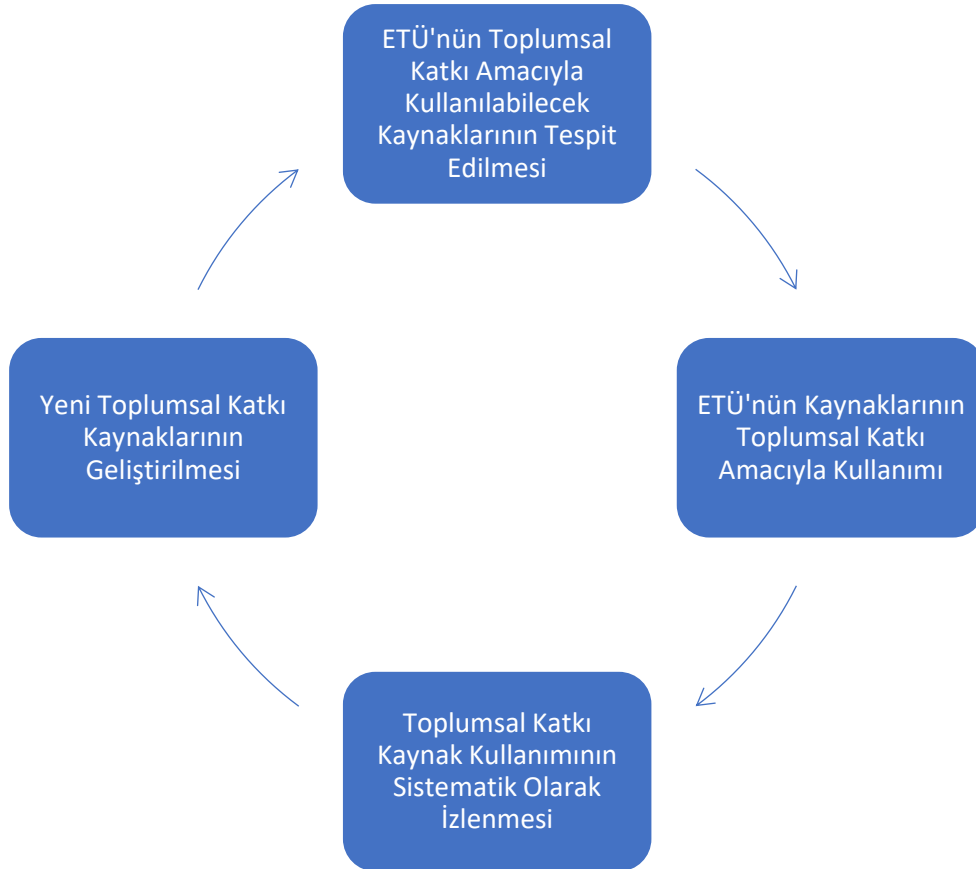 ETÜ'nün Toplumsal
Katkı Amacıyla
Kullanılabilecek
Kaynaklarının Tespit
Edilmesi
ETÜ'nün Kaynaklarının
Toplumsal Katkı
Amacıyla Kullanımı
Toplumsal Katkı
Kaynak Kullanımının
Sistematik Olarak
İzlenmesi
Yeni Toplumsal Katkı
Kaynaklarının
Geliştirilmesi